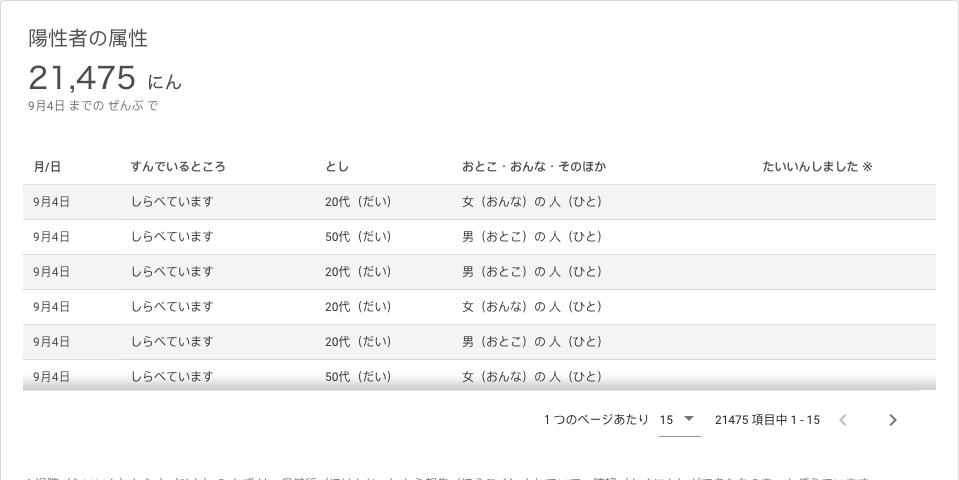 陽性者の属性
21,475 にん
9月4日 までの ぜんぶ で
月/日 すんでいるところ とし おとこ・おんな・そのほか たいいんしました ※
9月4日 しらべています 20代（だい） 女（おんな）の 人（ひと）
9月4日 しらべています 50代（だい） 男（おとこ）の 人（ひと）
9月4日 しらべています 20代（だい） 男（おとこ）の 人（ひと）
9月4日 しらべています 20代（だい） 女（おんな）の 人（ひと）
9月4日 しらべています 20代（だい） 男（おとこ）の 人（ひと）
9月4日 しらべています 50代（だい） 女（おんな）の 人（ひと）
1 つのページあたり 15 21475 項目中 1 - 15